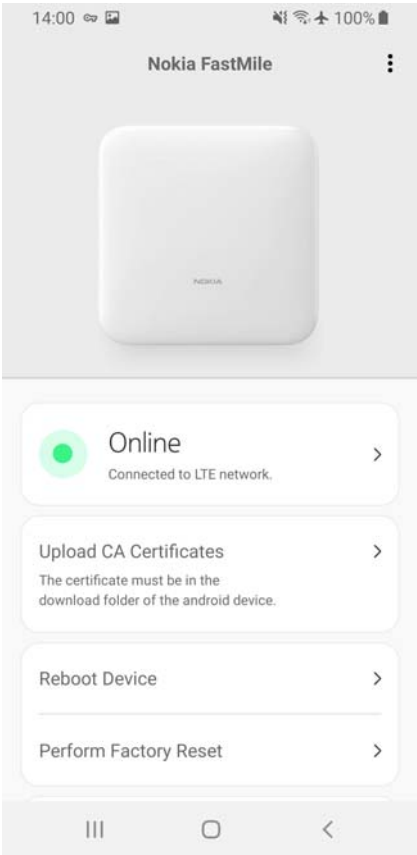 14:00 100%
Nokia FastMile
NOKIA
Online
Connected to LTE network.
Upload CA Certificates
The certificate must be in the
download folder of the android device.
Reboot Device
Perform Factory Reset